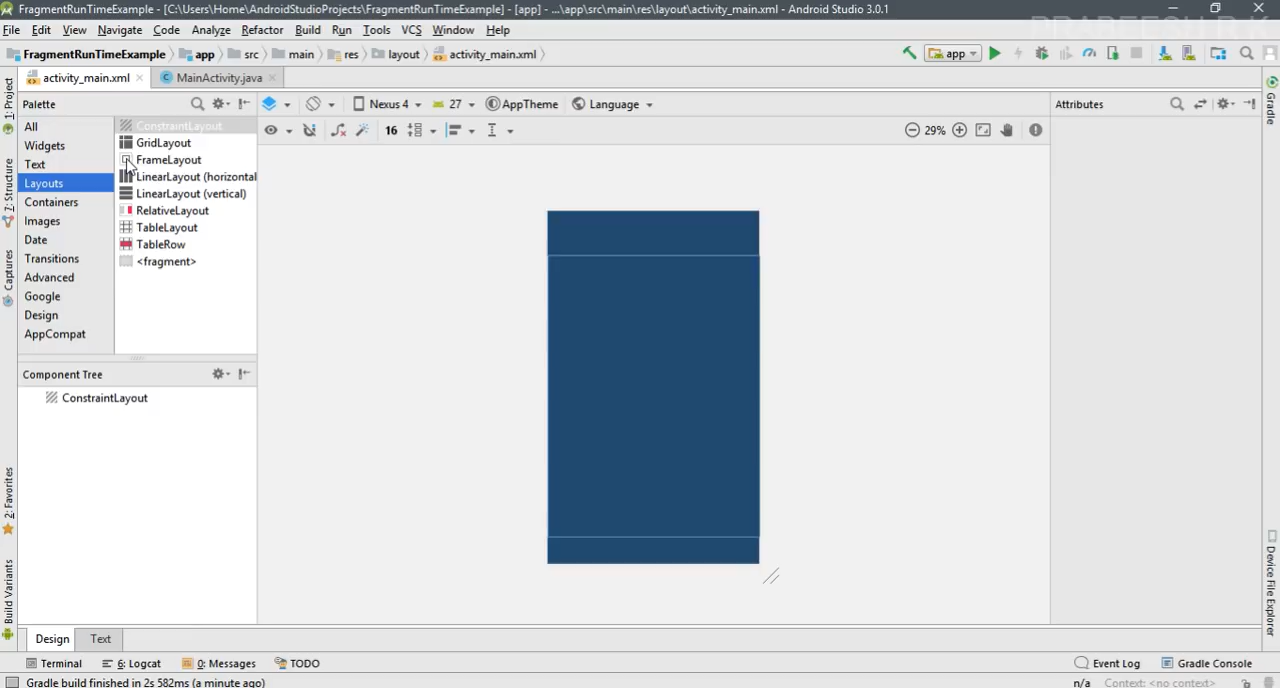 FragmentRunTimeExample - [C:\Users\Home\AndroidStudioProjects\FragmentRunTimeExample] - [app] - ...\app\src\main\res\layout\activity_main.xml - Android Studio 3.0.1
PRABEESH R K
File Edit View Navigate Code Analyze Refactor Build Run Tools VCS Window Help
FragmentRunTimeExample app src main res layout activity_main.xml app
activity_main.xml MainActivity.java
Palette Nexus 4 27 AppTheme Language Attributes
16 29%
All
Widgets
Text
Layouts
Containers
Images
Date
Transitions
Advanced
Google
Design
AppCompat
ConstraintLayout
GridLayout
FrameLayout
LinearLayout (horizontal
LinearLayout (vertical)
RelativeLayout
TableLayout
TableRow
<fragment>
Component Tree
ConstraintLayout
1: Project
7: Structure
Captures
2: Favorites
Build Variants
Gradle
Device File Explorer
Design Text
Terminal 6: Logcat 0: Messages TODO Event Log Gradle Console
Gradle build finished in 2s 582ms (a minute ago) n/a Context: <no context>